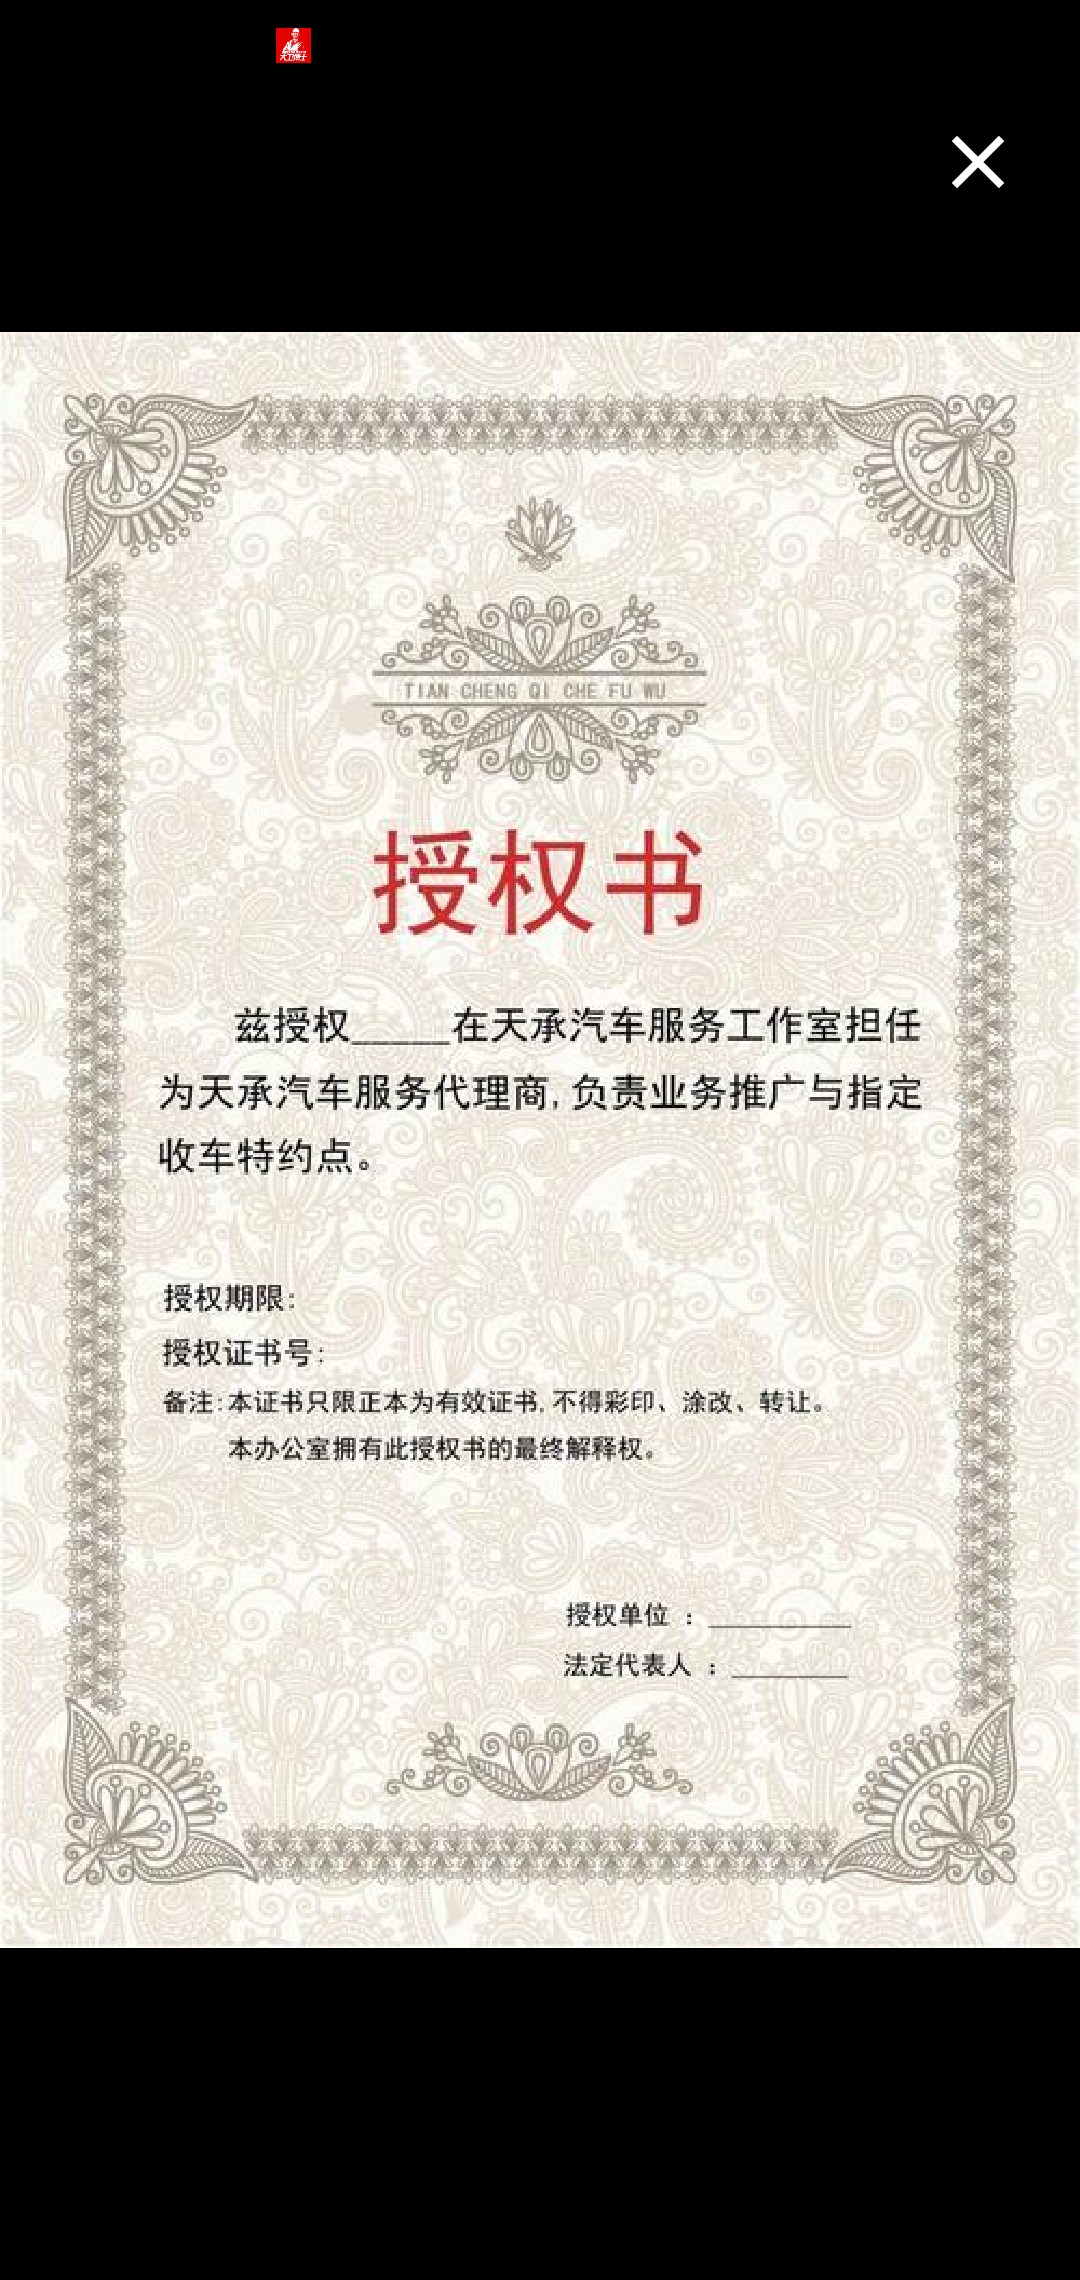 大工猴子
TIAN CHENG QI CHE FU WU
授权书
兹授权_____在天承汽车服务工作室担任
为天承汽车服务代理商,负责业务推广与指定
收车特约点。
授权期限:
授权证书号:
备注:本证书只限正本为有效证书,不得彩印、涂改、转让。
本办公室拥有此授权书的最终解释权。
授权单位 :__________
法定代表人 :________